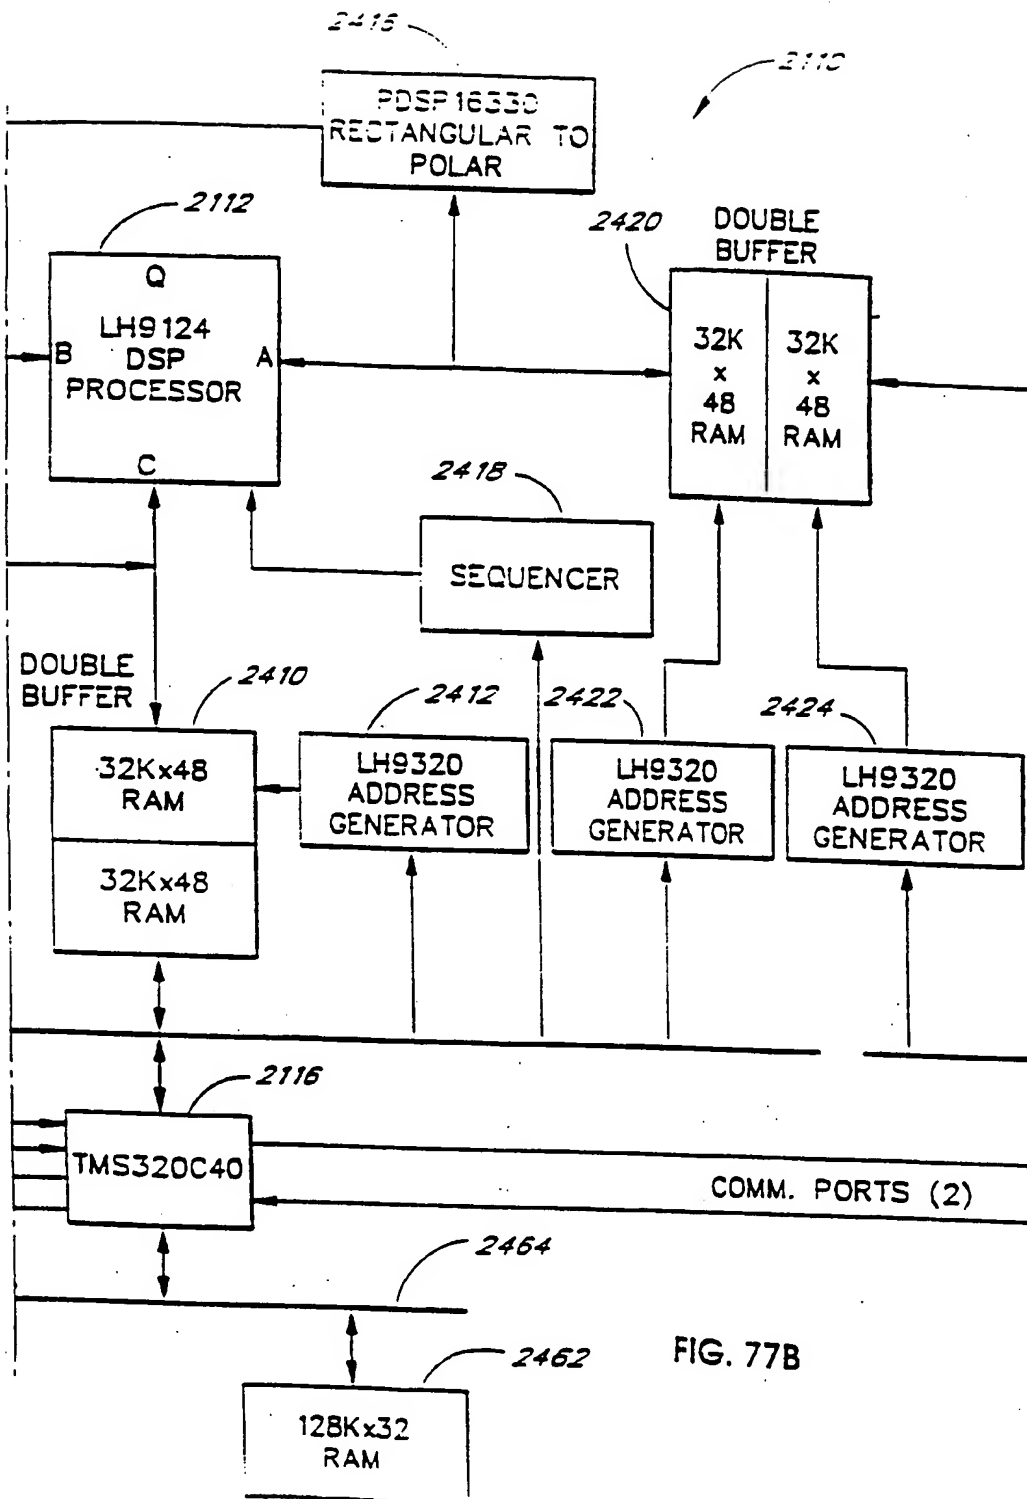 2416
2110
PDSP16330
RECTANGULAR TO
POLAR
2112
2420
DOUBLE
BUFFER
Q
LH9124
DSP
PROCESSOR
B
A
C
32K
x
48
RAM
32K
x
48
RAM
2418
SEQUENCER
DOUBLE
BUFFER
2410
2412
2422
2424
32Kx48
RAM
32Kx48
RAM
LH9320
ADDRESS
GENERATOR
LH9320
ADDRESS
GENERATOR
LH9320
ADDRESS
GENERATOR
2116
TMS320C40
COMM. PORTS (2)
2464
2462
128Kx32
RAM
FIG. 77B